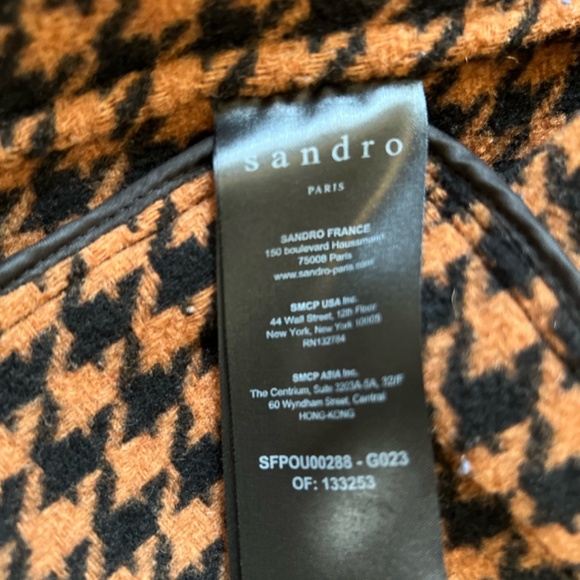 sandro
PARIS
SANDRO FRANCE
150 boulevard Haussmann
75008 Paris
www.sandro-paris.com
SMCP USA Inc.
44 Wall Street, 12th Floor
New York, New York 10005
RN132784
SMCP ASIA Inc.
The Centrium, Suite 3203A-5A, 32/F
60 Wyndham Street, Central
HONG-KONG
SFPOU00288 - G023
OF: 133253